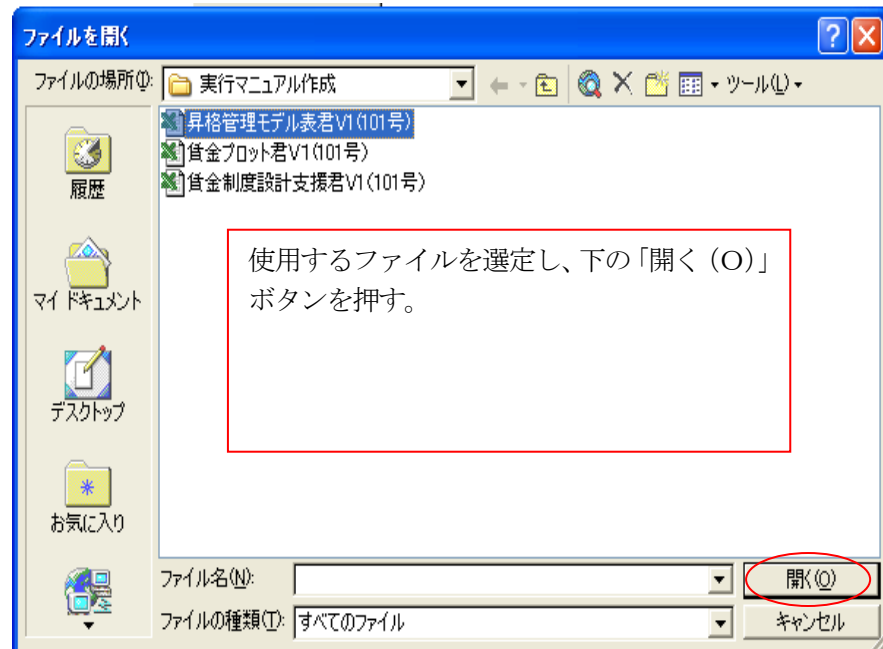 ファイルを開く
ファイルの場所(I):
実行マニュアル作成
ツール(L)
昇格管理モデル表君V1(101号)
賃金プロット君V1(101号)
賃金制度設計支援君V1(101号)
履歴
マイ ドキュメント
デスクトップ
お気に入り
使用するファイルを選定し、下の「開く(O)」
ボタンを押す。
ファイル名(N):
開く(O)
ファイルの種類(T):
すべてのファイル
キャンセル